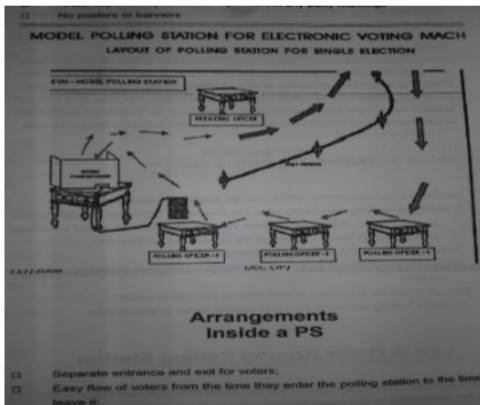 No posters or banners
MODEL POLLING STATION FOR ELECTRONIC VOTING MACH
LAYOUT OF POLLING STATION FOR SINGLE ELECTION
EVM - MODEL POLLING STATION
PRESIDING OFFICER
VOTING
COMPARTMENT
POLLING OFFICER -3
POLLING OFFICER -2
POLLING OFFICER -1
Arrangements
Inside a PS
Separate entrance and exit for voters;
Easy flow of voters from the time they enter the polling station to the time
leave it;